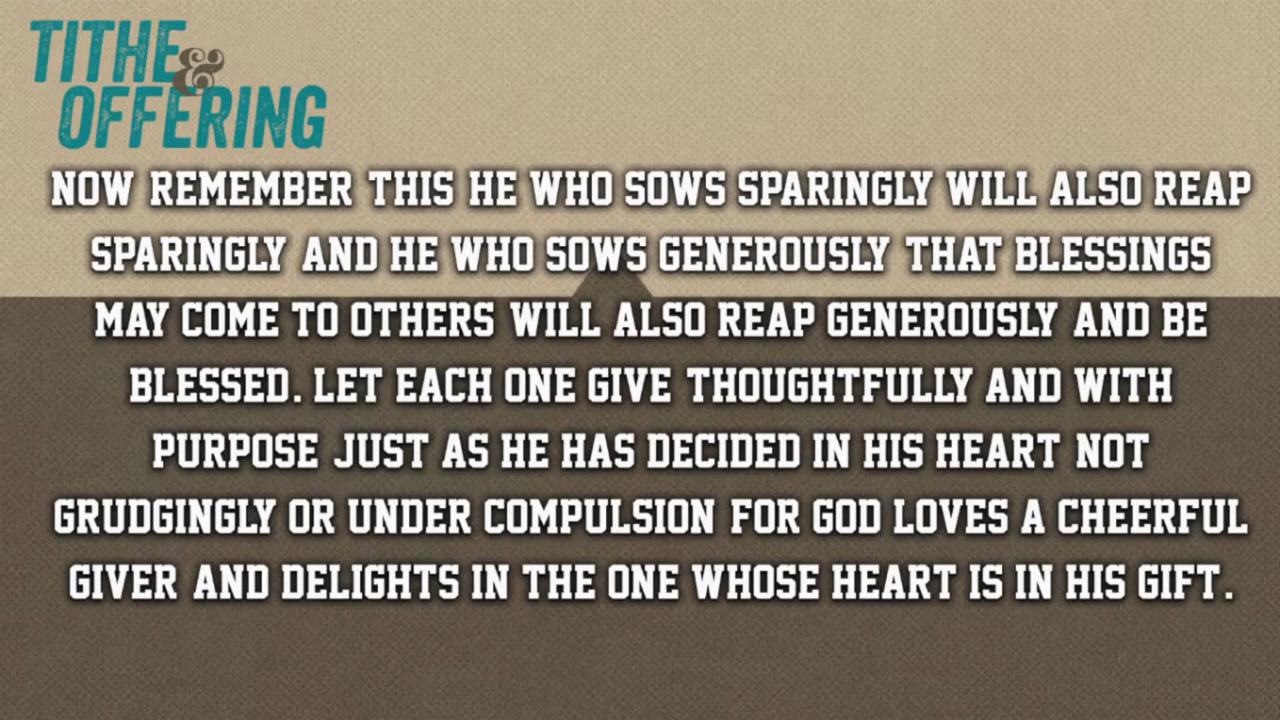 TITHE &
OFFERING
NOW REMEMBER THIS HE WHO SOWS SPARINGLY WILL ALSO REAP
SPARINGLY AND HE WHO SOWS GENEROUSLY THAT BLESSINGS
MAY COME TO OTHERS WILL ALSO REAP GENEROUSLY AND BE
BLESSED. LET EACH ONE GIVE THOUGHTFULLY AND WITH
PURPOSE JUST AS HE HAS DECIDED IN HIS HEART NOT
GRUDGINGLY OR UNDER COMPULSION FOR GOD LOVES A CHEERFUL
GIVER AND DELIGHTS IN THE ONE WHOSE HEART IS IN HIS GIFT.